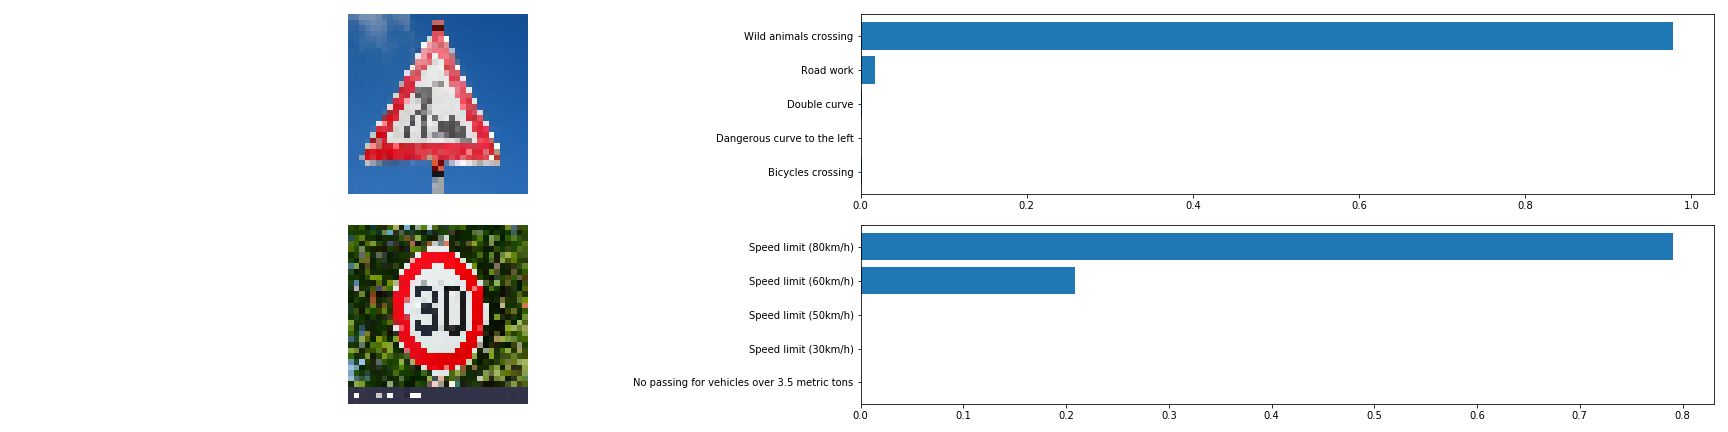 Wild animals crossing
Road work
Double curve
Dangerous curve to the left
Bicycles crossing
0.0 0.2 0.4 0.6 0.8 1.0
30
Speed limit (80km/h)
Speed limit (60km/h)
Speed limit (50km/h)
Speed limit (30km/h)
No passing for vehicles over 3.5 metric tons
0.0 0.1 0.2 0.3 0.4 0.5 0.6 0.7 0.8